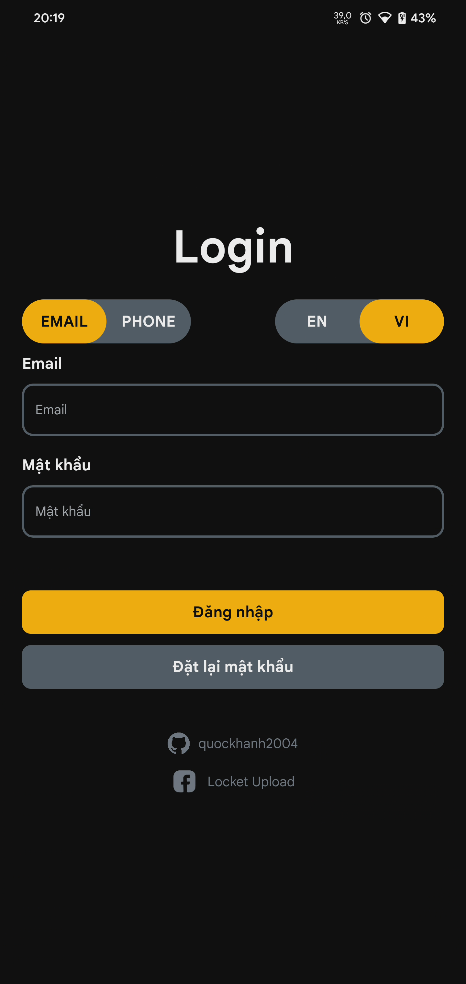 20:19
39,0
KB/S
43%
Login
EMAIL PHONE EN VI
Email
Email
Mật khẩu
Mật khẩu
Đăng nhập
Đặt lại mật khẩu
quockhanh2004
Locket Upload